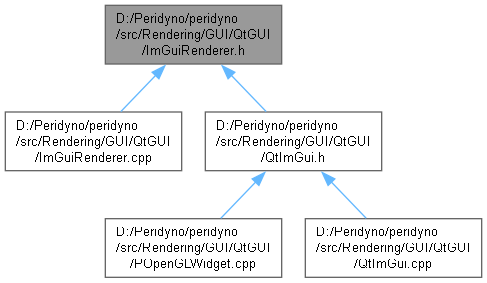 D:/Peridyno/peridyno
/src/Rendering/GUI/QtGUI
/ImGuiRenderer.h
D:/Peridyno/peridyno
/src/Rendering/GUI/QtGUI
/ImGuiRenderer.cpp
D:/Peridyno/peridyno
/src/Rendering/GUI/QtGUI
/QtImGui.h
D:/Peridyno/peridyno
/src/Rendering/GUI/QtGUI
/POpenGLWidget.cpp
D:/Peridyno/peridyno
/src/Rendering/GUI/QtGUI
/QtImGui.cpp